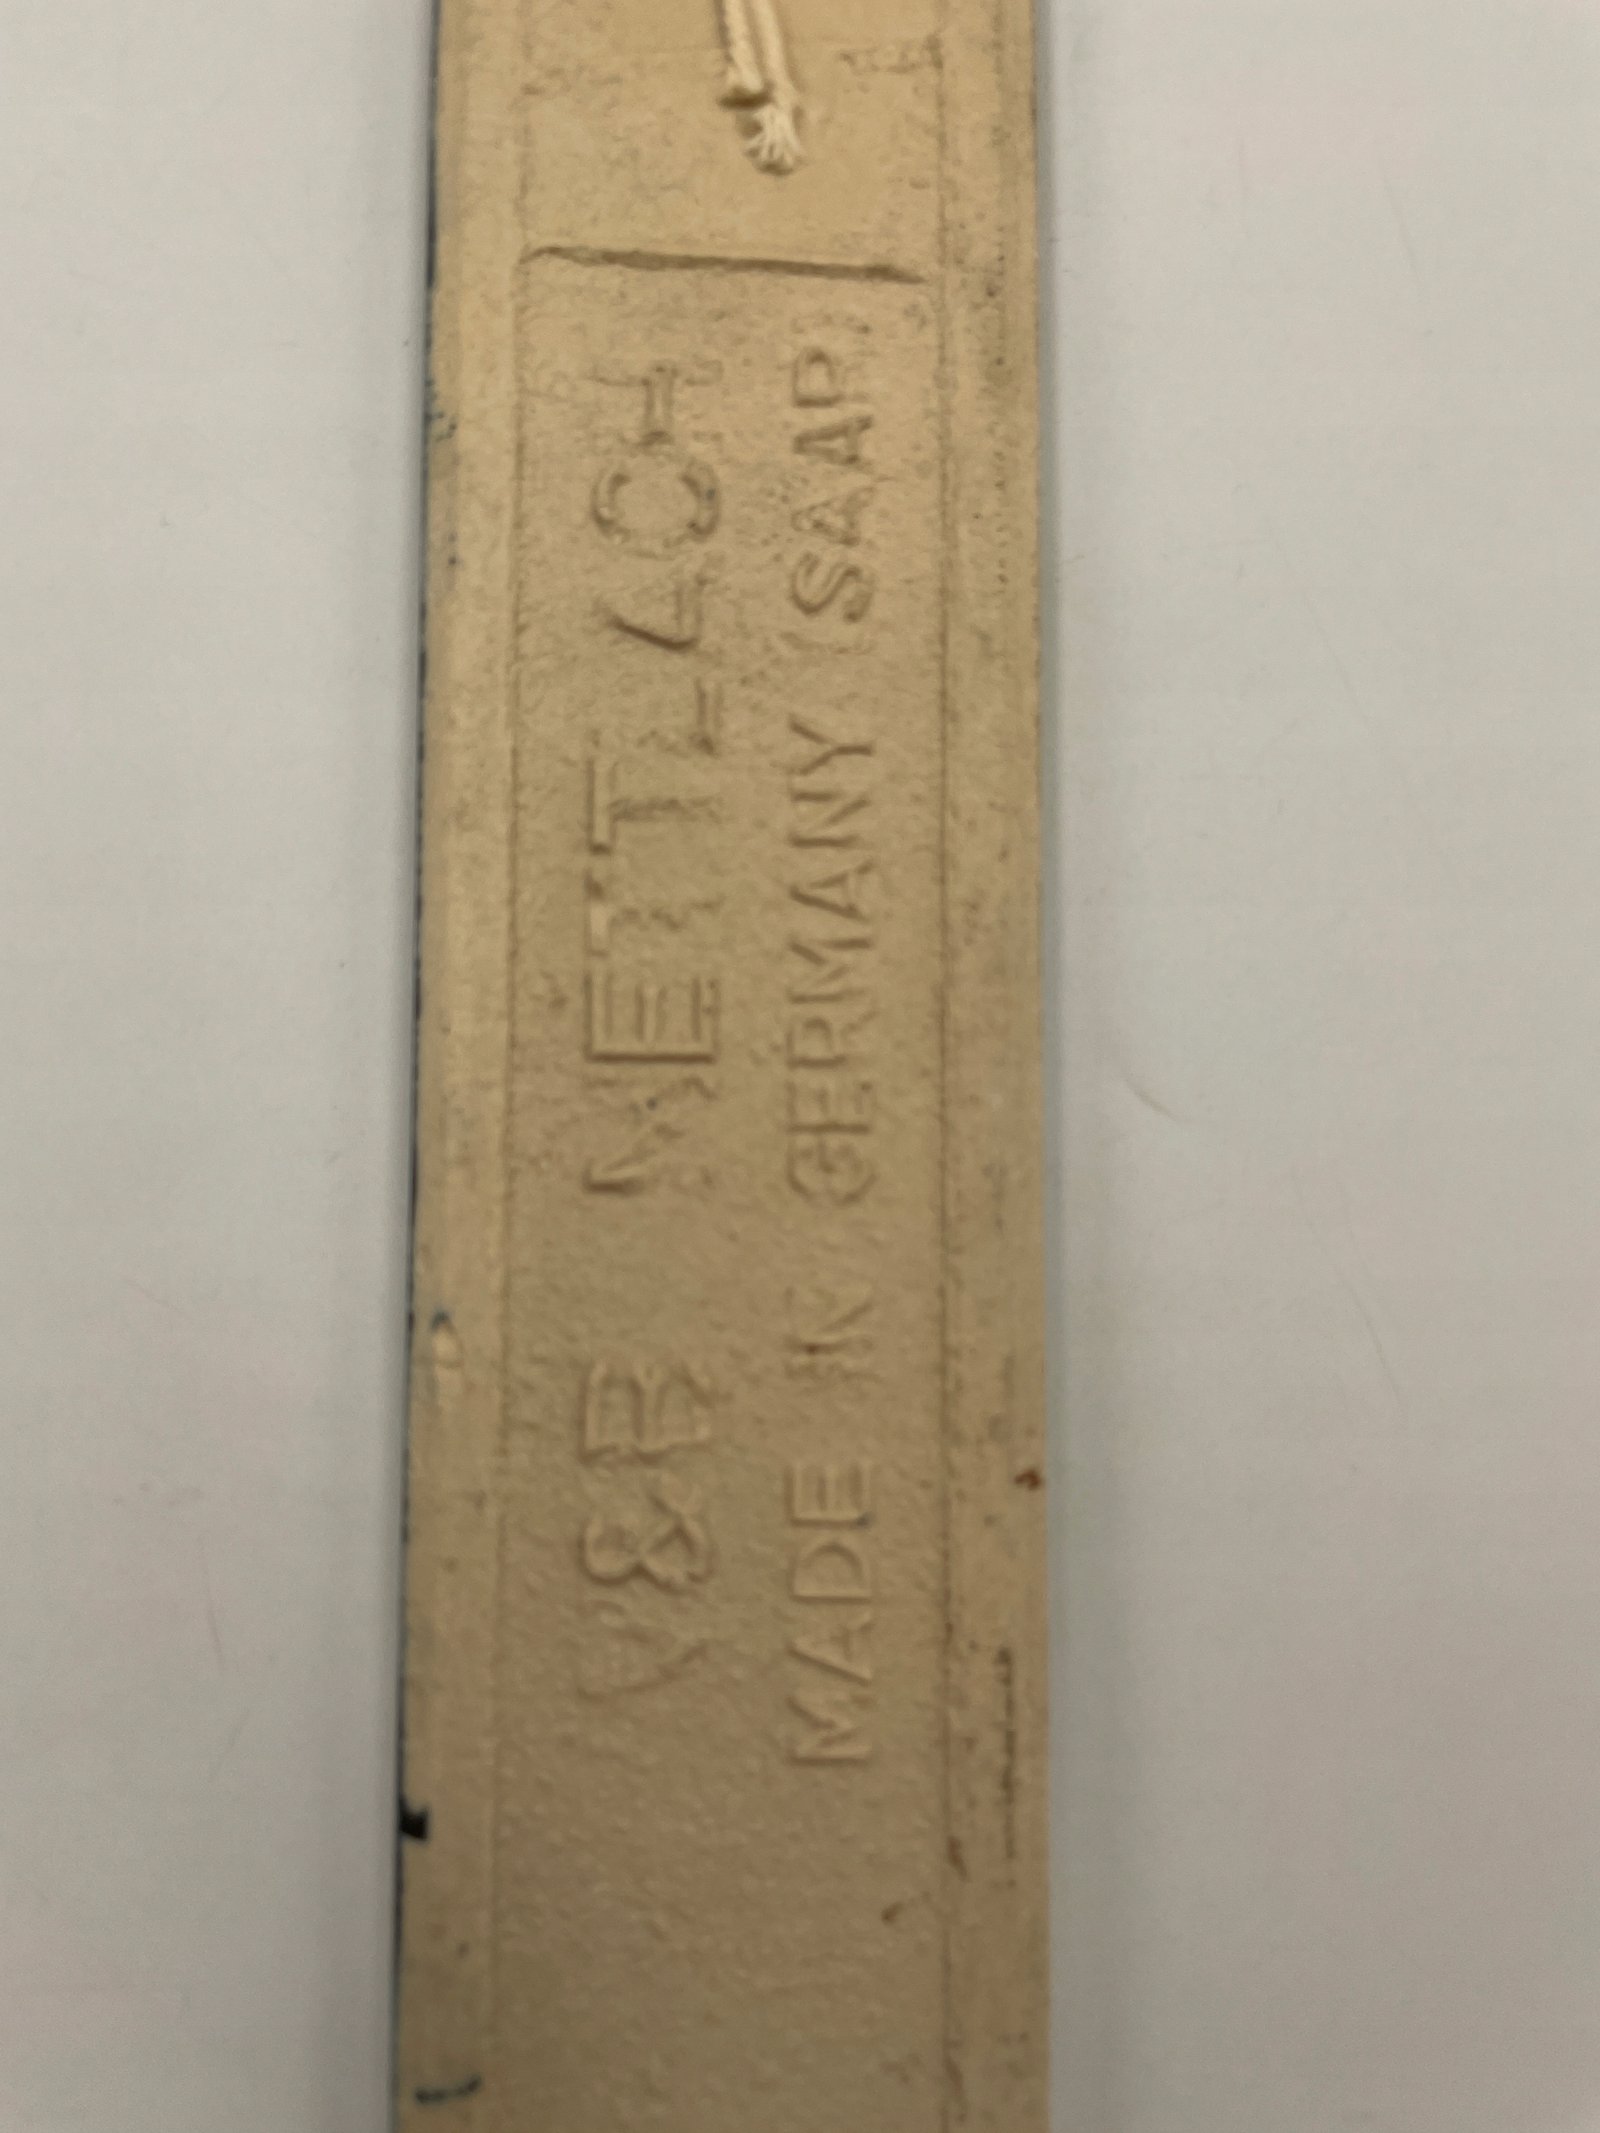 V&B METTLACH
MADE IN GERMANY (SAAR)